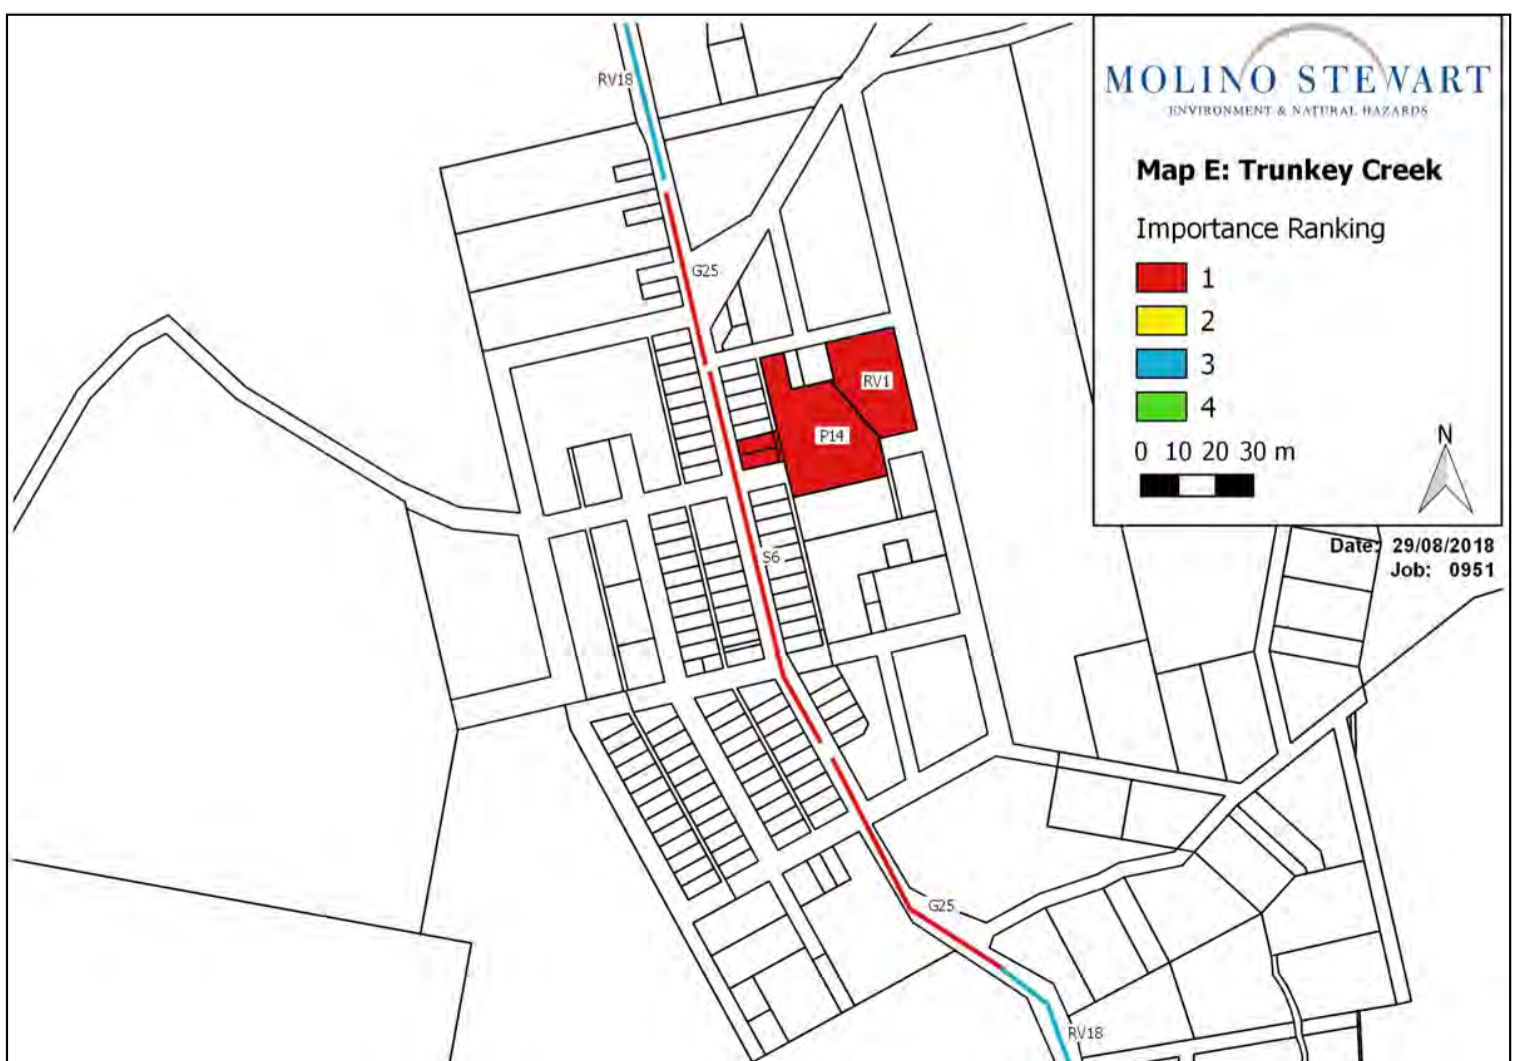 MOLINO STEWART
ENVIRONMENT & NATURAL HAZARDS
Map E: Trunkey Creek
Importance Ranking
1
2
3
4
0 10 20 30 m
N
Date: 29/08/2018
Job: 0951
RV18
G25
RV1
P14
S6
G25
RV18